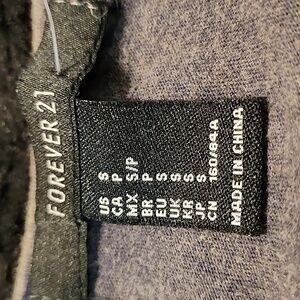 FOREVER 21
US S
CA P
MX S/P
BR P
EU S
UK S
KR S
JP S
CN 160/84A
MADE IN CHINA